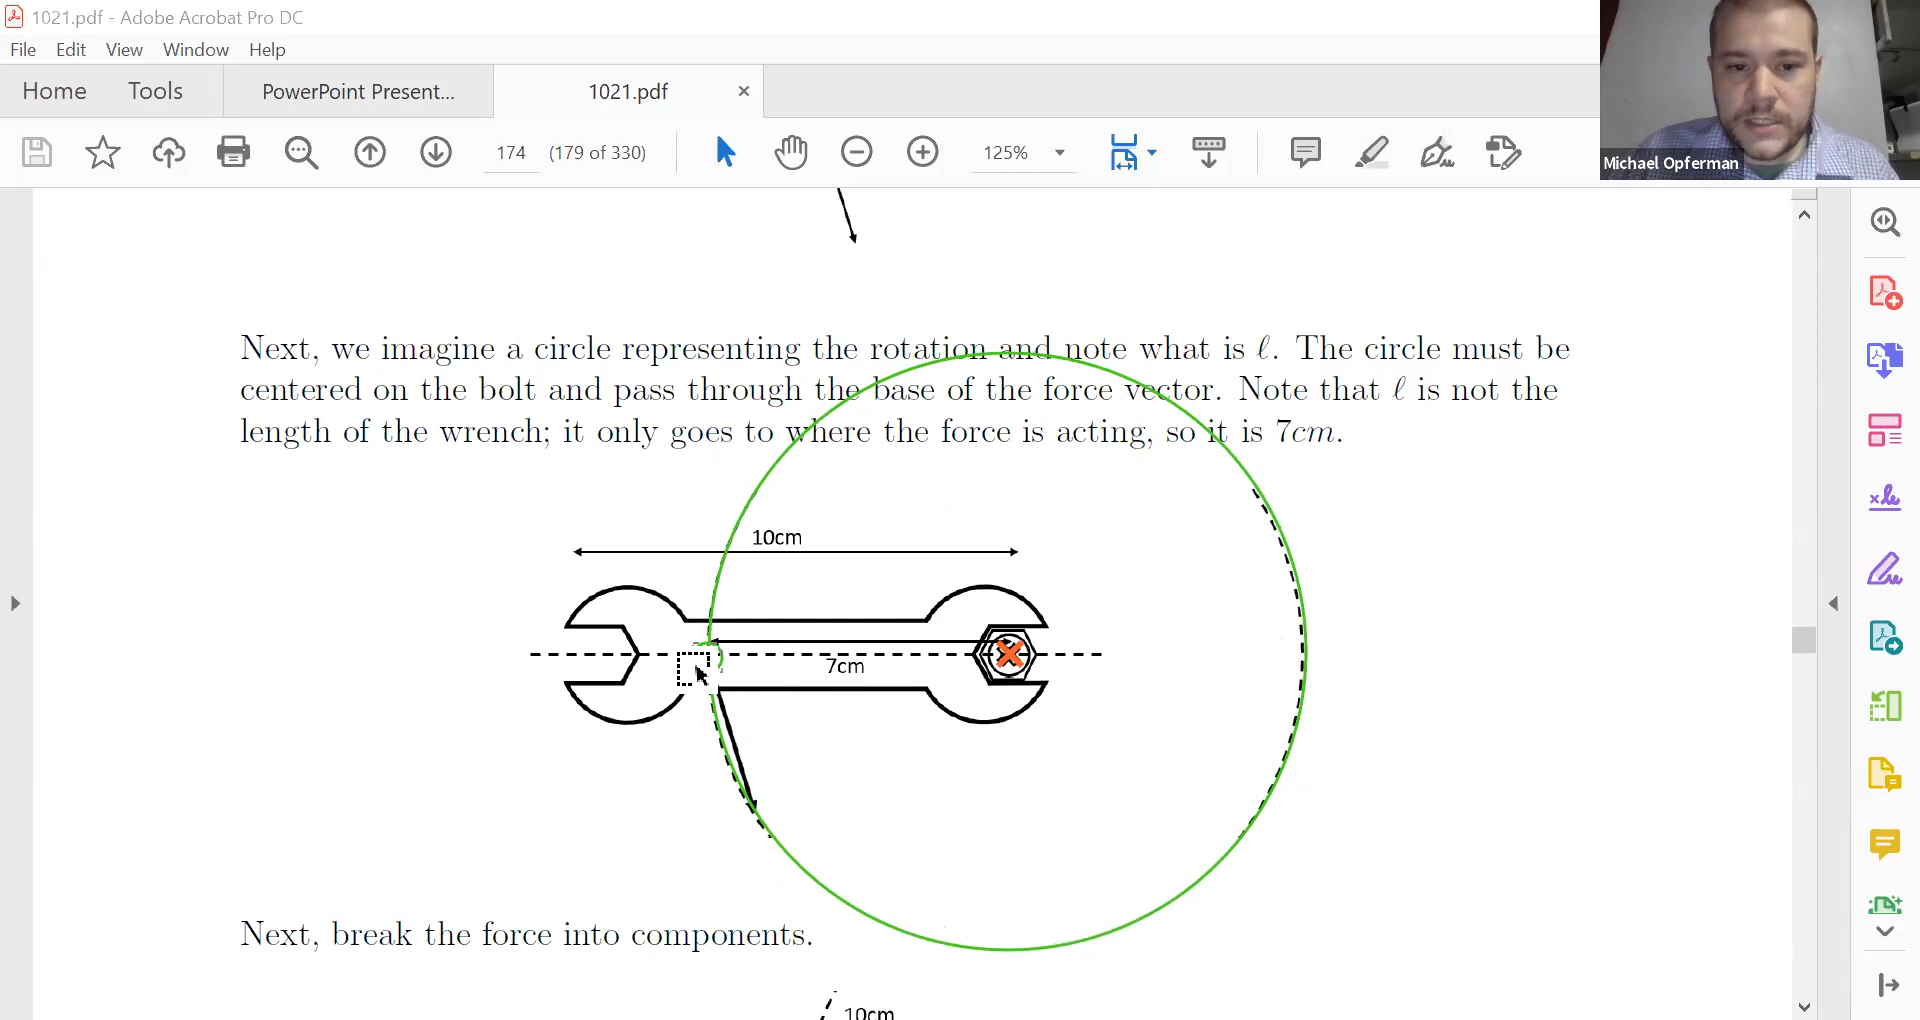 1021.pdf - Adobe Acrobat Pro DC
File Edit View Window Help
Home Tools PowerPoint Present... 1021.pdf ×
174 (179 of 330) 125%
Michael Opferman
Next, we imagine a circle representing the rotation and note what is ℓ. The circle must be
centered on the bolt and pass through the base of the force vector. Note that ℓ is not the
length of the wrench; it only goes to where the force is acting, so it is 7cm.
10cm
7cm
Next, break the force into components.
10cm